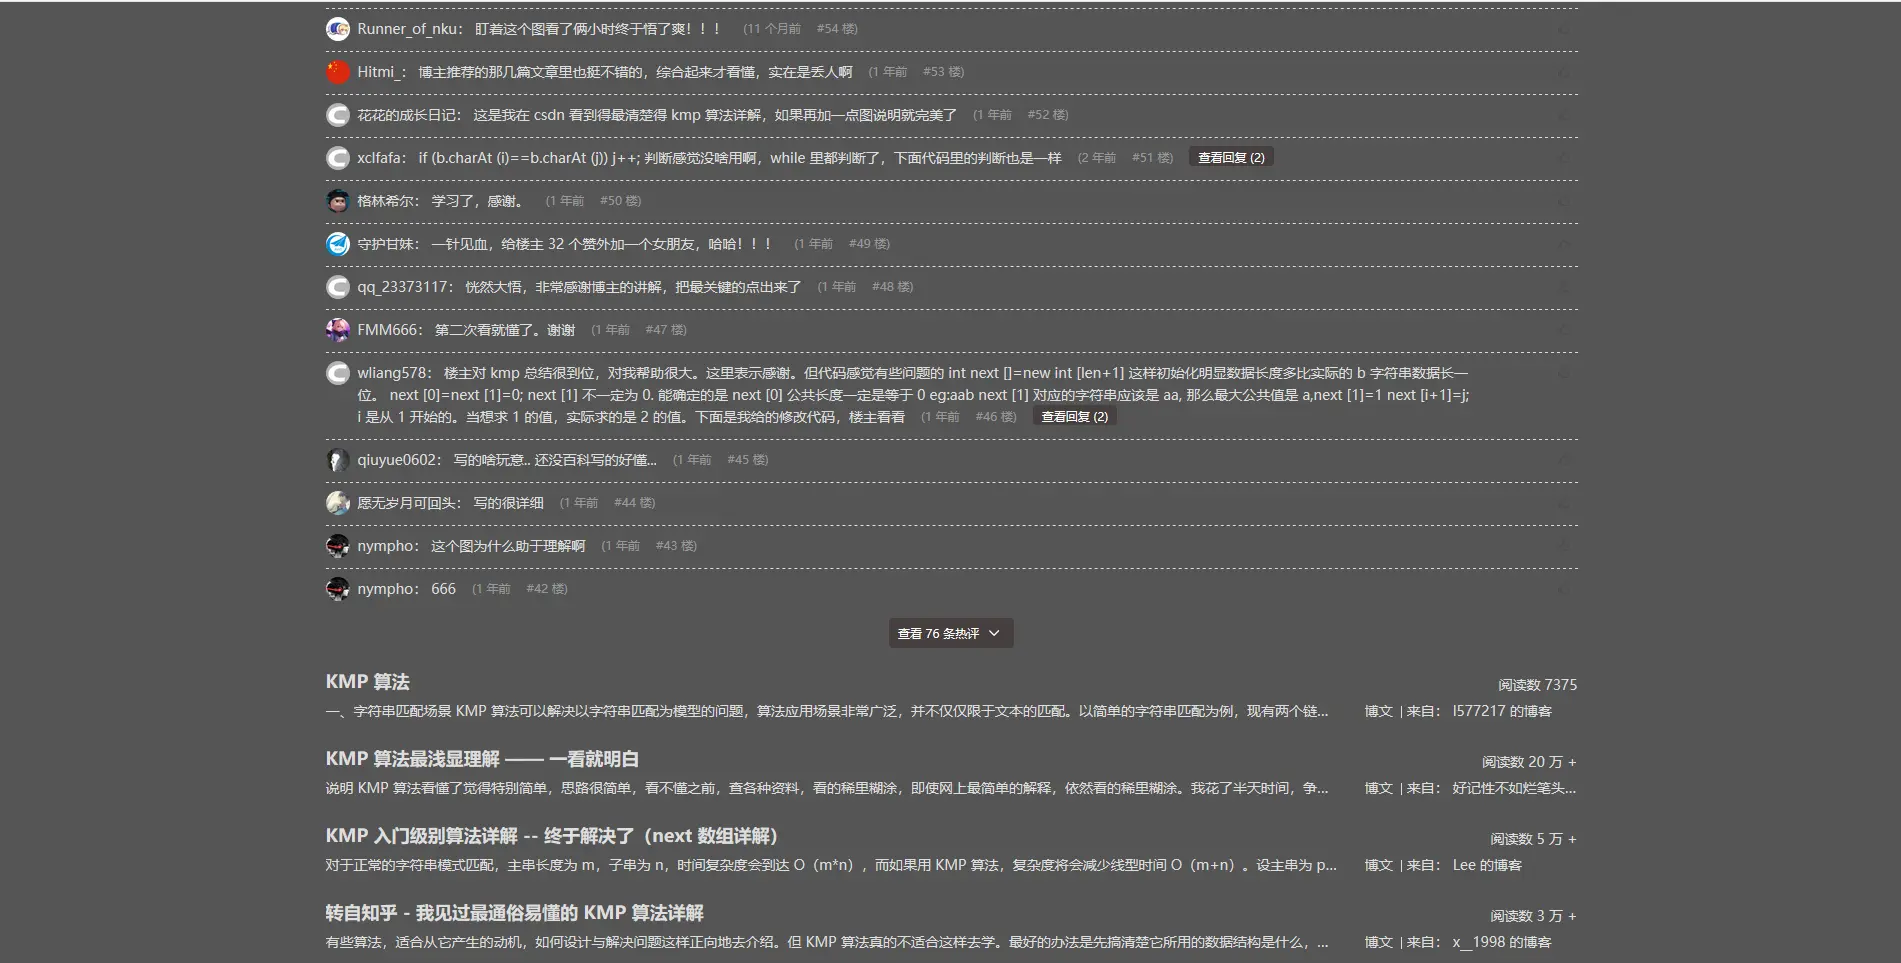 Runner_of_nku： 盯着这个图看了俩小时终于悟了爽！！！ (11 个月前 #54 楼)
Hitmi_： 博主推荐的那几篇文章里也挺不错的，综合起来才看懂，实在是丢人啊 (1 年前 #53 楼)
花花的成长日记： 这是我在 csdn 看到得最清楚得 kmp 算法详解，如果再加一点图说明就完美了 (1 年前 #52 楼)
xclfafa： if (b.charAt (i)==b.charAt (j)) j++; 判断感觉没啥用啊，while 里都判断了，下面代码里的判断也是一样 (2 年前 #51 楼) 查看回复 (2)
格林希尔： 学习了，感谢。 (1 年前 #50 楼)
守护甘妹： 一针见血，给楼主 32 个赞外加一个女朋友，哈哈！！！ (1 年前 #49 楼)
qq_23373117： 恍然大悟，非常感谢博主的讲解，把最关键的点出来了 (1 年前 #48 楼)
FMM666： 第二次看就懂了。谢谢 (1 年前 #47 楼)
wliang578： 楼主对 kmp 总结很到位，对我帮助很大。这里表示感谢。但代码感觉有些问题的 int next []=new int [len+1] 这样初始化明显数据长度多比实际的 b 字符串数据长一
位。 next [0]=next [1]=0; next [1] 不一定为 0. 能确定的是 next [0] 公共长度一定是等于 0 eg:aab next [1] 对应的字符串应该是 aa, 那么最大公共值是 a,next [1]=1 next [i+1]=j;
i 是从 1 开始的。当想求 1 的值，实际求的是 2 的值。下面是我给的修改代码，楼主看看 (1 年前 #46 楼) 查看回复 (2)
qiuyue0602： 写的啥玩意.. 还没百科写的好懂... (1 年前 #45 楼)
愿无岁月可回头： 写的很详细 (1 年前 #44 楼)
nympho： 这个图为什么助于理解啊 (1 年前 #43 楼)
nympho： 666 (1 年前 #42 楼)
查看 76 条热评
KMP 算法 阅读数 7375
一、字符串匹配场景 KMP 算法可以解决以字符串匹配为模型的问题，算法应用场景非常广泛，并不仅仅限于文本的匹配。以简单的字符串匹配为例，现有两个链... 博文 | 来自： l577217 的博客
KMP 算法最浅显理解 —— 一看就明白 阅读数 20 万 +
说明 KMP 算法看懂了觉得特别简单，思路很简单，看不懂之前，查各种资料，看的稀里糊涂，即使网上最简单的解释，依然看的稀里糊涂。我花了半天时间，争... 博文 | 来自： 好记性不如烂笔头...
KMP 入门级别算法详解 -- 终于解决了（next 数组详解） 阅读数 5 万 +
对于正常的字符串模式匹配，主串长度为 m，子串为 n，时间复杂度会到达 O（m*n），而如果用 KMP 算法，复杂度将会减少线型时间 O（m+n）。设主串为 p... 博文 | 来自： Lee 的博客
转自知乎 - 我见过最通俗易懂的 KMP 算法详解 阅读数 3 万 +
有些算法，适合从它产生的动机，如何设计与解决问题这样正向地去介绍。但 KMP 算法真的不适合这样去学。最好的办法是先搞清楚它所用的数据结构是什么，... 博文 | 来自： x__1998 的博客